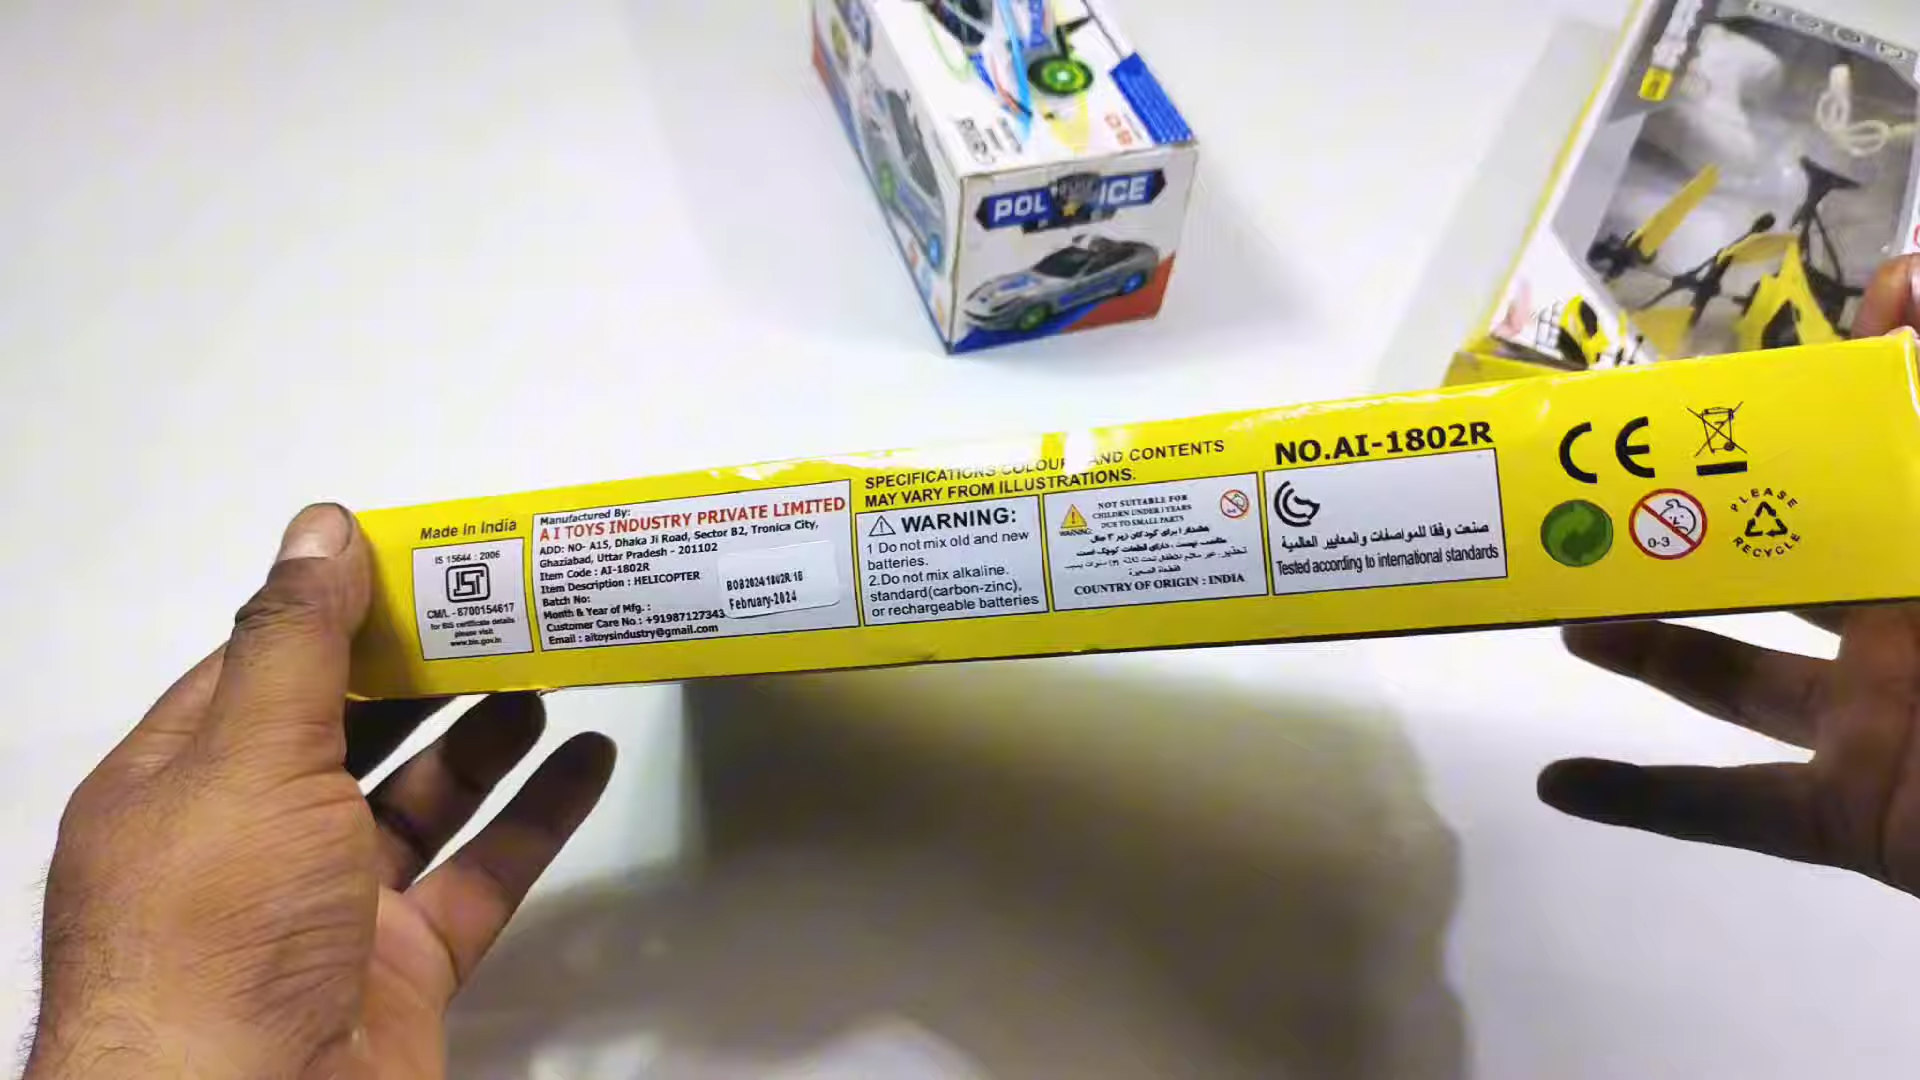 POLICE
Made In India
IS 15644 : 2006
CM/L - 8700154617
for BIS certificate details
please visit
www.bis.gov.in
Manufactured By:
A I TOYS INDUSTRY PRIVATE LIMITED
ADD: NO- A15, Dhaka Ji Road, Sector B2, Tronica City,
Ghaziabad, Uttar Pradesh - 201102
Item Code : AI-1802R
Item Description : HELICOPTER
Batch No:
Month & Year of Mfg. :
February-2024
Customer Care No.: +91987127343
Email : aitoysindustry@gmail.com
SPECIFICATIONS COLOUR AND CONTENTS
MAY VARY FROM ILLUSTRATIONS.
WARNING:
1 Do not mix old and new
batteries.
2.Do not mix alkaline.
standard(carbon-zinc),
or rechargeable batteries
WARNING:
NOT SUITABLE FOR
CHILDREN UNDER 3 YEARS
DUE TO SMALL PARTS
COUNTRY OF ORIGIN : INDIA
NO.AI-1802R
صنعت وفقا للمواصفات والمعايير العالمية
Tested according to international standards
CE
0-3
PLEASE
RECYCLE